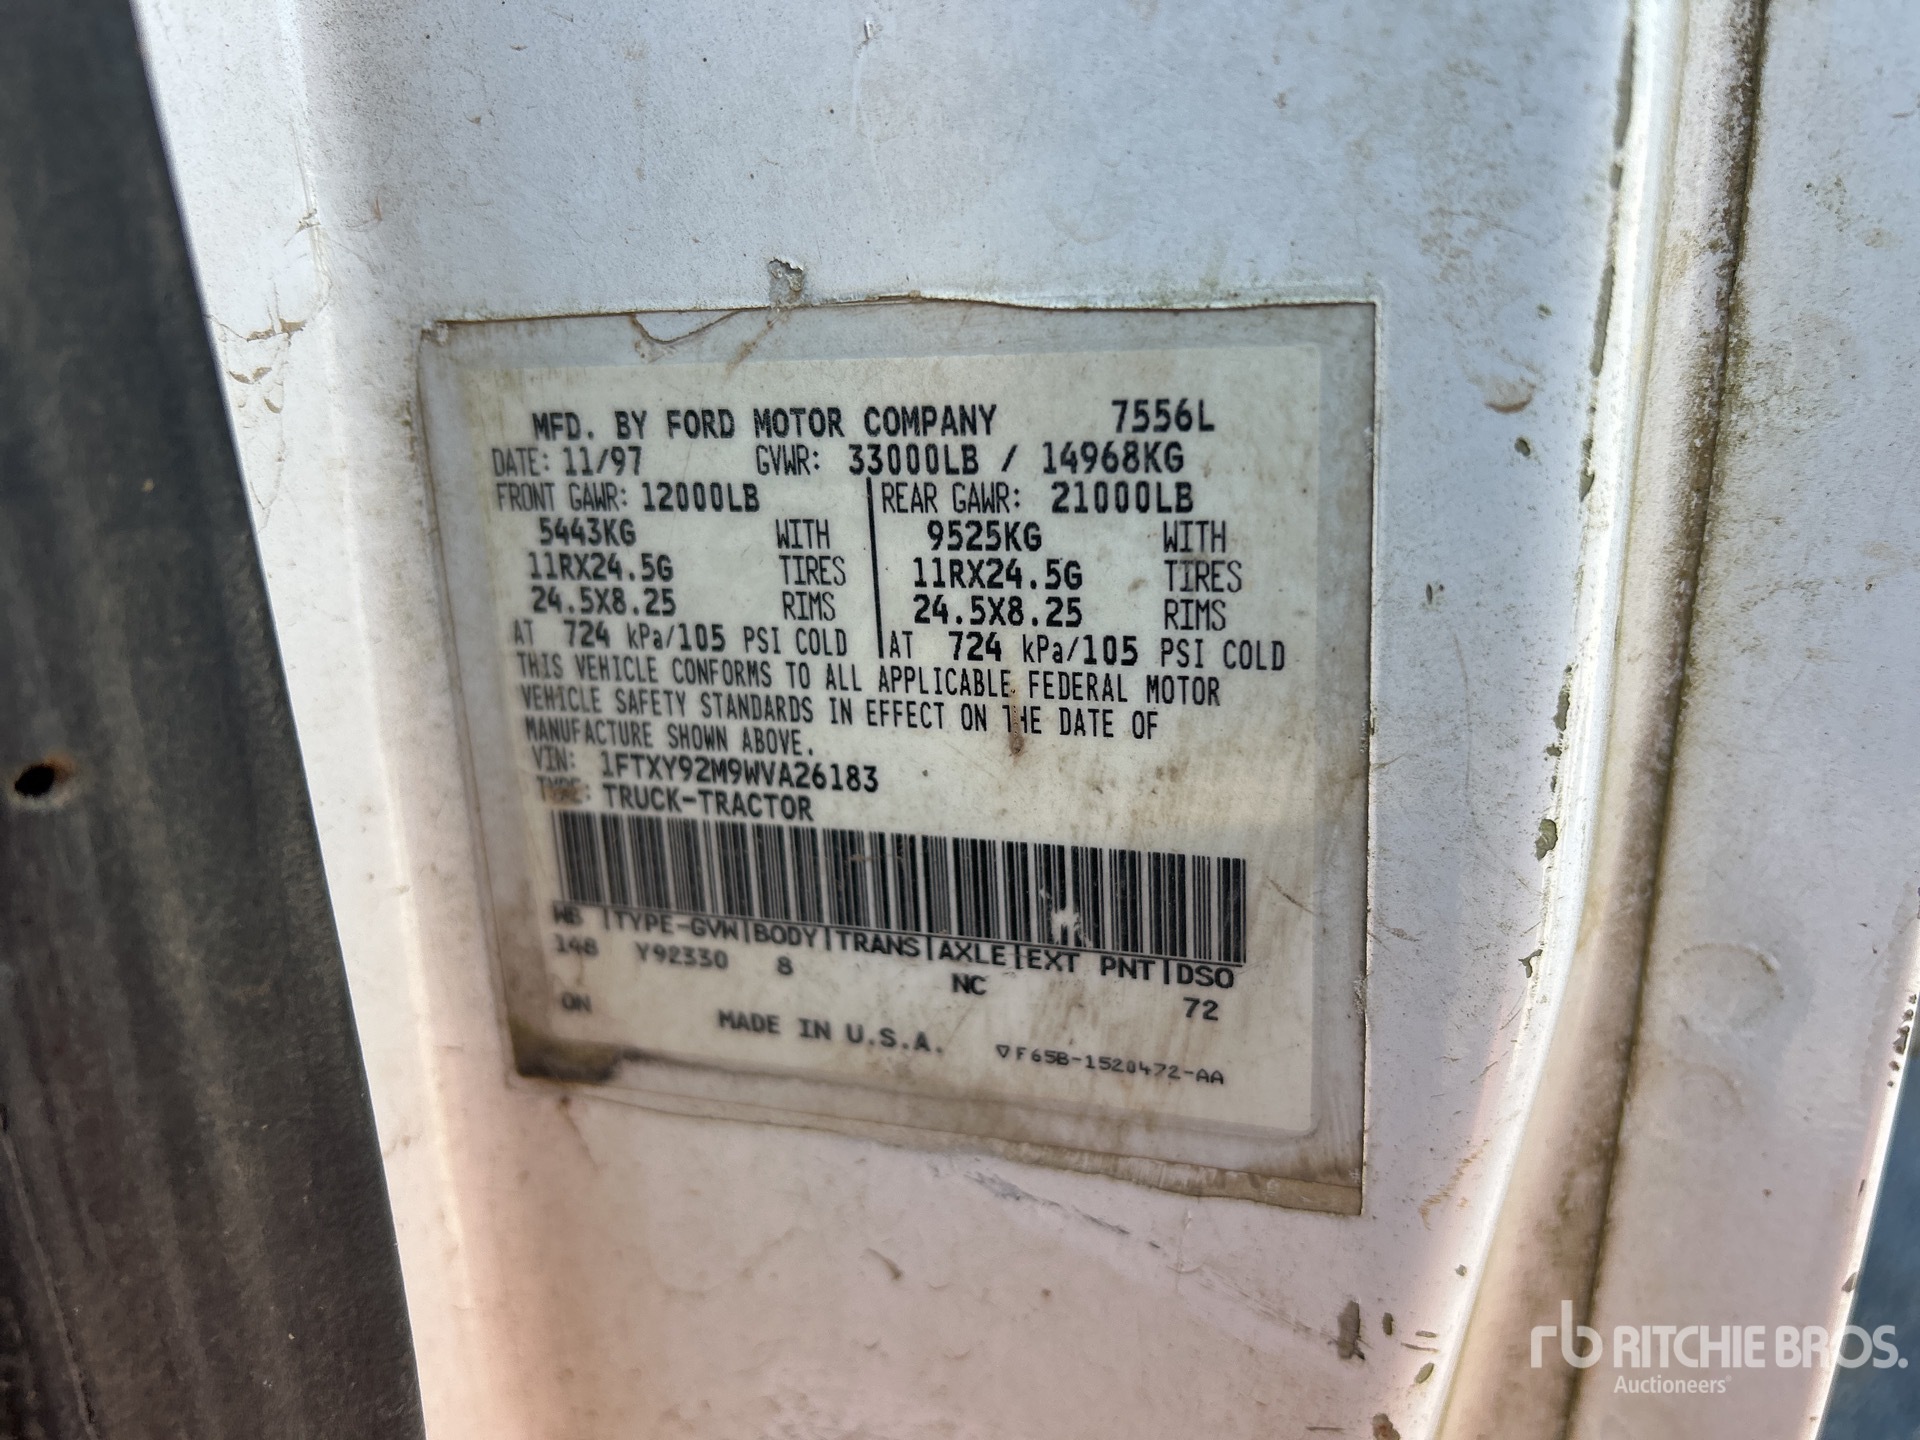 MFD. BY FORD MOTOR COMPANY 7556L
DATE: 11/97 GVWR: 33000LB / 14968KG
FRONT GAWR: 12000LB REAR GAWR: 21000LB
5443KG WITH 9525KG WITH
11RX24.5G TIRES 11RX24.5G TIRES
24.5X8.25 RIMS 24.5X8.25 RIMS
AT 724 kPa/105 PSI COLD AT 724 kPa/105 PSI COLD
THIS VEHICLE CONFORMS TO ALL APPLICABLE FEDERAL MOTOR
VEHICLE SAFETY STANDARDS IN EFFECT ON THE DATE OF
MANUFACTURE SHOWN ABOVE.
VIN: 1FTXY92M9WVA26183
TYPE: TRUCK-TRACTOR
WB |TYPE-GVW|BODY|TRANS|AXLE|EXT PNT|DSO
148 Y92330 8 NC 72
ON MADE IN U.S.A. ▽F65B-1520472-AA
rb RITCHIE BROS.
Auctioneers